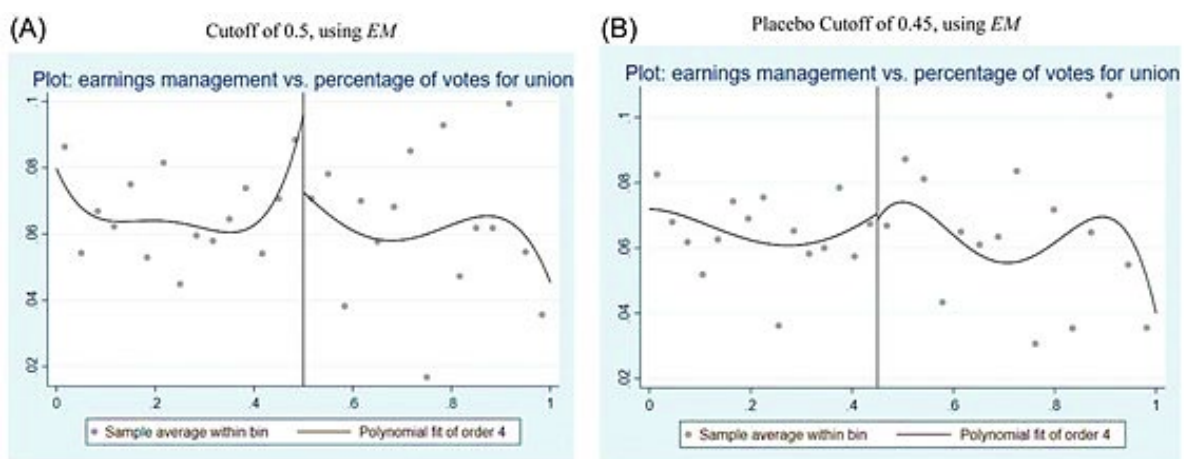 (A)
Cutoff of 0.5, using EM
Plot: earnings management vs. percentage of votes for union
.1
.08
.06
.04
.02
0
.2
.4
.6
.8
1
Sample average within bin
Polynomial fit of order 4
(B)
Placebo Cutoff of 0.45, using EM
Plot: earnings management vs. percentage of votes for union
.1
.08
.06
.04
.02
0
.2
.4
.6
.8
1
Sample average within bin
Polynomial fit of order 4